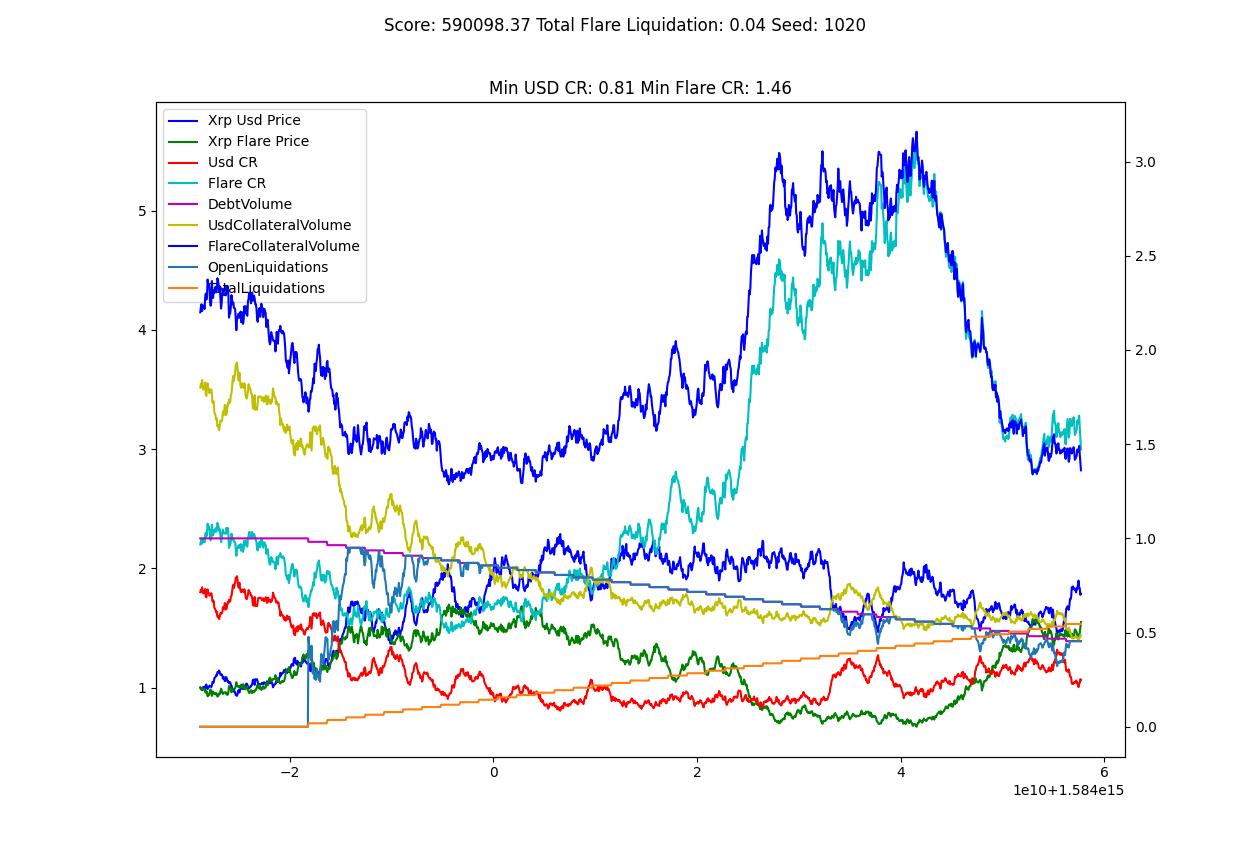 Score: 590098.37 Total Flare Liquidation: 0.04 Seed: 1020
Min USD CR: 0.81 Min Flare CR: 1.46
Xrp Usd Price
Xrp Flare Price
Usd CR
Flare CR
DebtVolume
UsdCollateralVolume
FlareCollateralVolume
OpenLiquidations
TotalLiquidations
5
4
3
2
1
3.0
2.5
2.0
1.5
1.0
0.5
0.0
−2 0 2 4 6
1e10+1.584e15